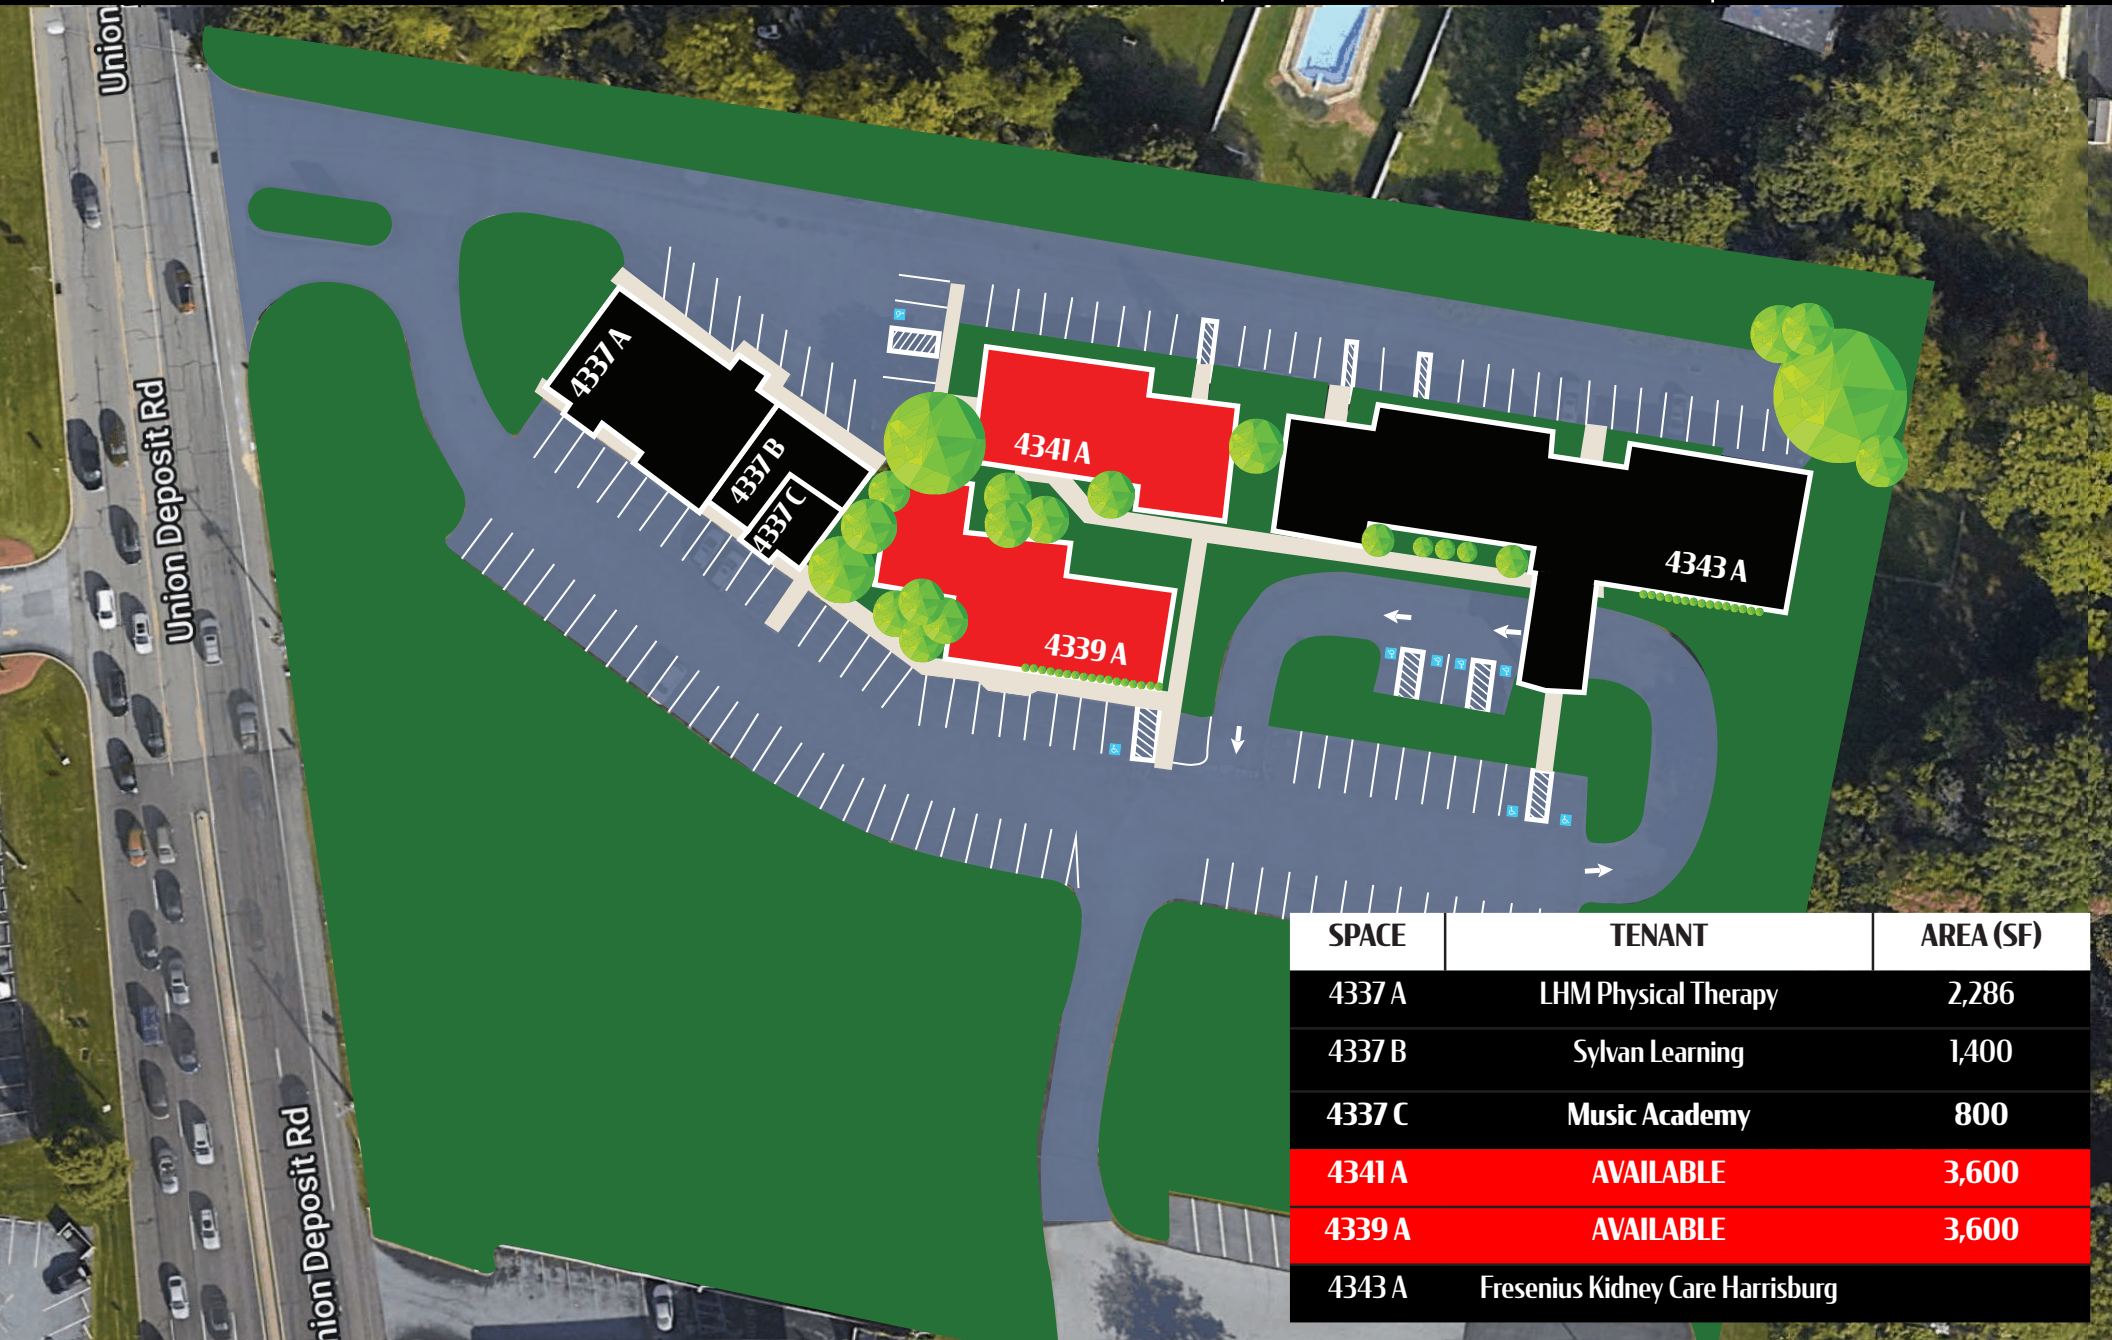 Union
Union Deposit Rd
nion Deposit Rd
4337 A
4337 B
4337 C
4341 A
4339 A
4343 A
SPACE TENANT AREA (SF)
4337 A LHM Physical Therapy 2,286
4337 B Sylvan Learning 1,400
4337 C Music Academy 800
4341 A AVAILABLE 3,600
4339 A AVAILABLE 3,600
4343 A Fresenius Kidney Care Harrisburg